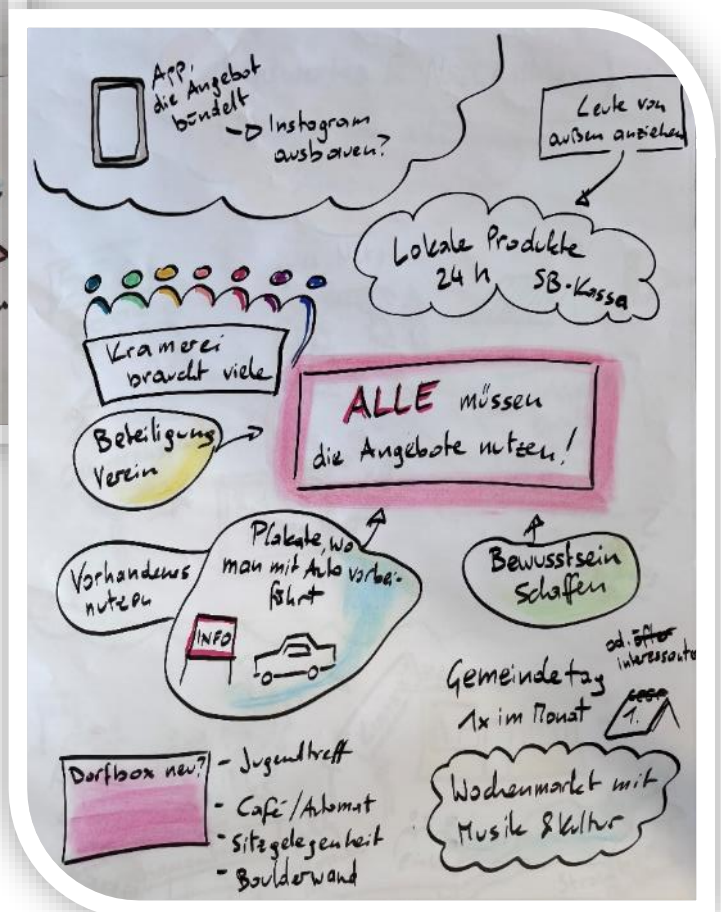 App,
die Angebot
bündelt
Instagram
ausbauen?
Leute von
außen anziehen
Lokale Produkte
24 h SB-Kassa
Kramerei
braucht viele
ALLE müssen
die Angebote nutzen!
Beteiligung
Verein
Vorhandenes
nutzen
Plakate, wo
man mit Auto vorbei-
fährt
INFO
Bewusstsein
Schaffen
Gemeindetag
1x im Monat
od. öfter
interessante
1.
Wochenmarkt mit
Musik & Kultur
Dorfbox neu?
- Jugendtreff
- Café/Automat
- Sitzgelegenheit
- Boulderwand